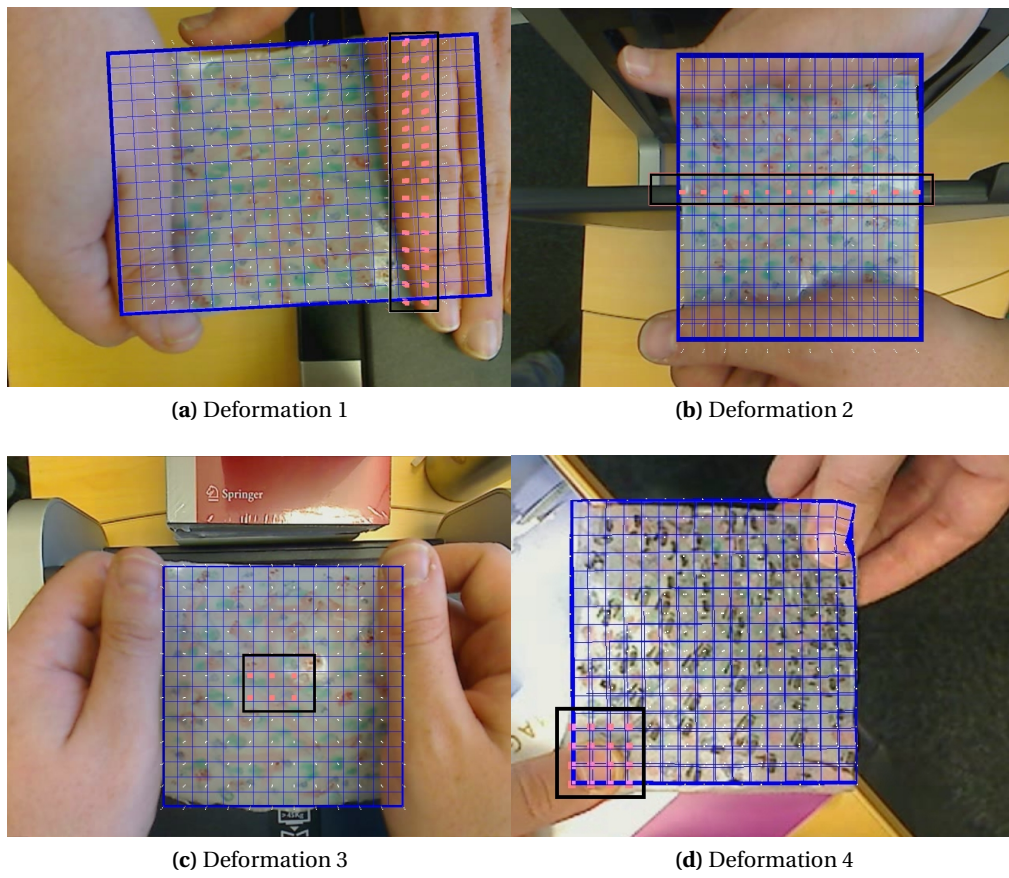 (a) Deformation 1
(b) Deformation 2
Springer
(c) Deformation 3
(d) Deformation 4